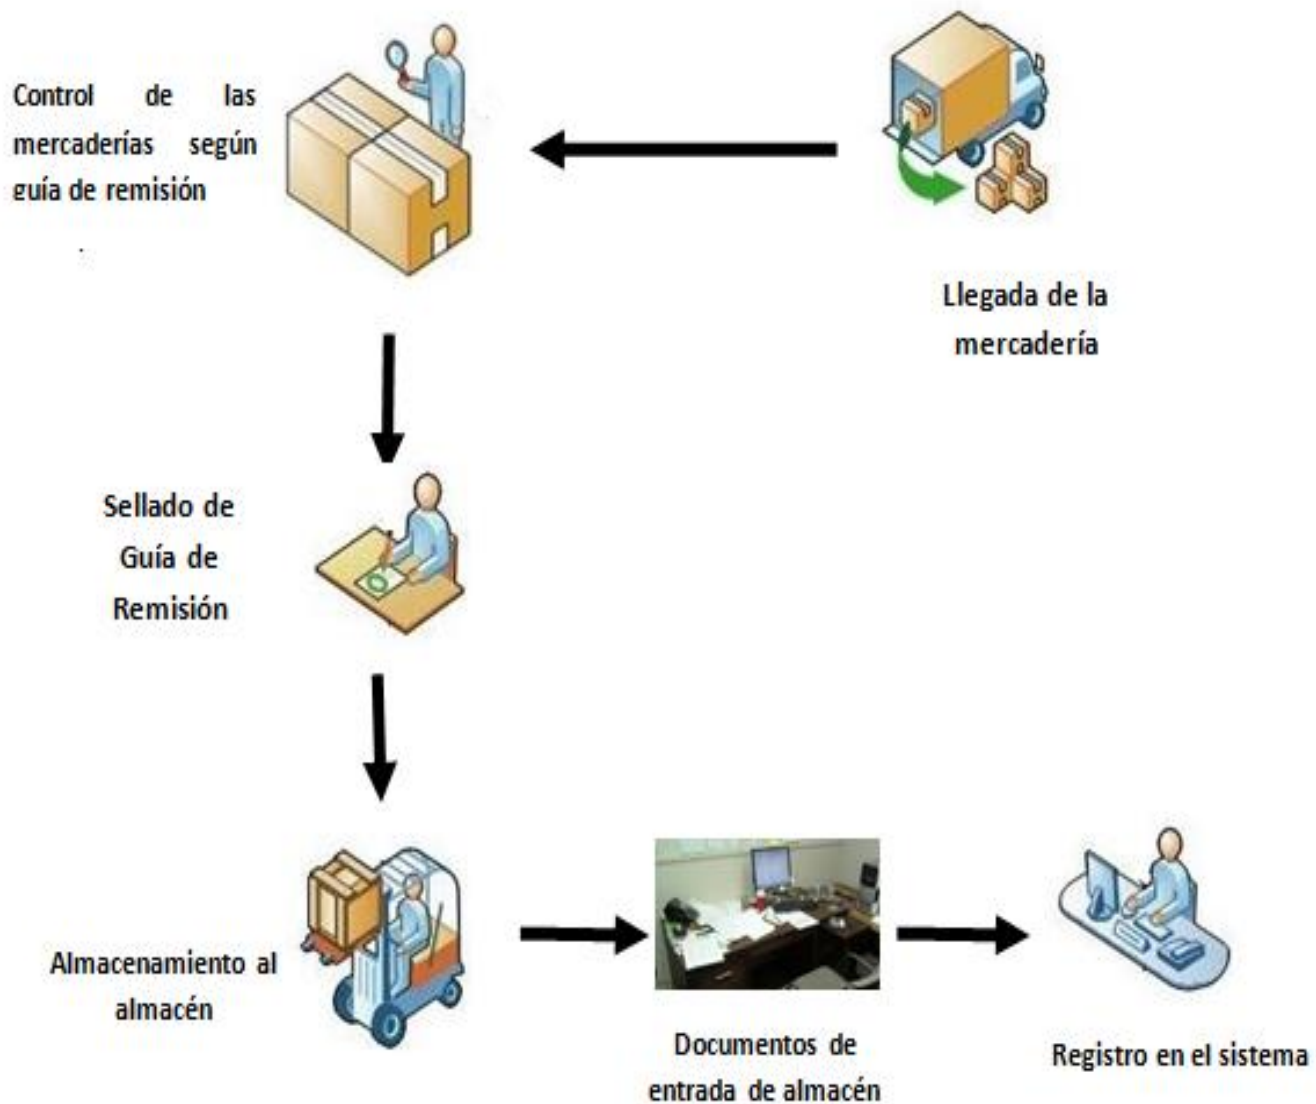 Control de las
mercaderías según
guía de remisión
Llegada de la
mercadería
Sellado de
Guía de
Remisión
Almacenamiento al
almacén
Documentos de
entrada de almacén
Registro en el sistema